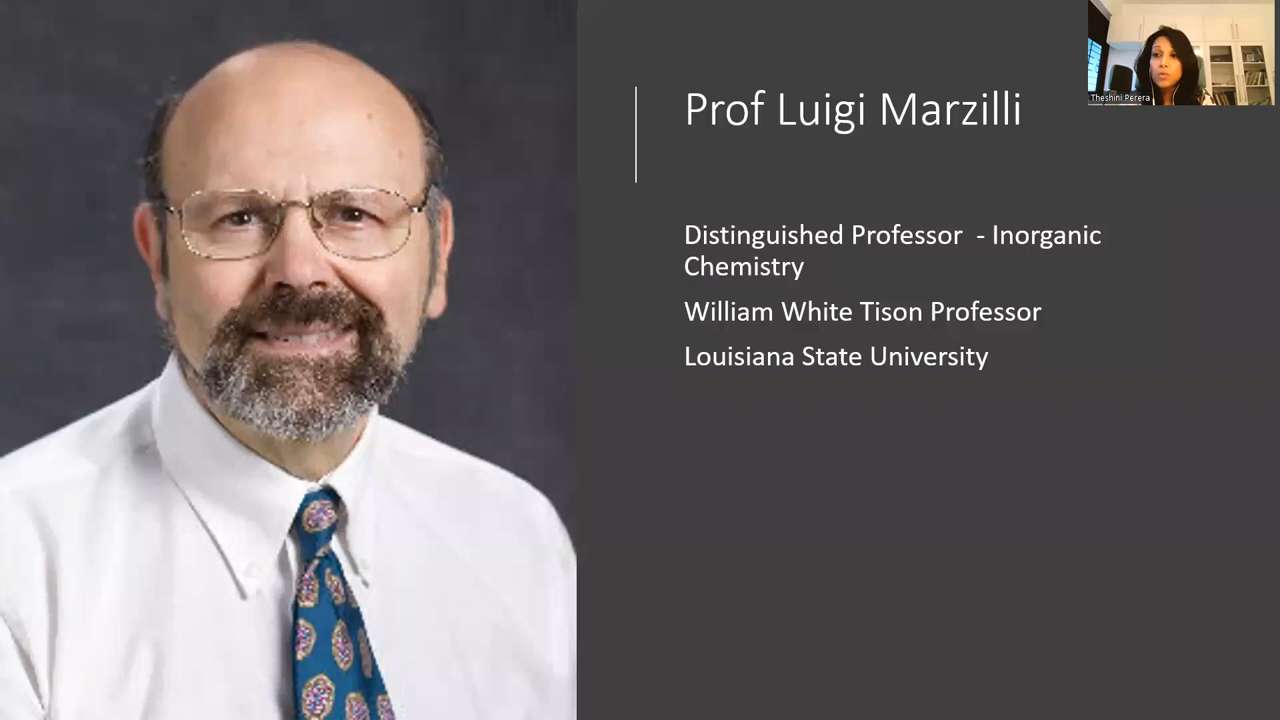 Prof Luigi Marzilli
Theshini Perera
Distinguished Professor  - Inorganic
Chemistry
William White Tison Professor
Louisiana State University